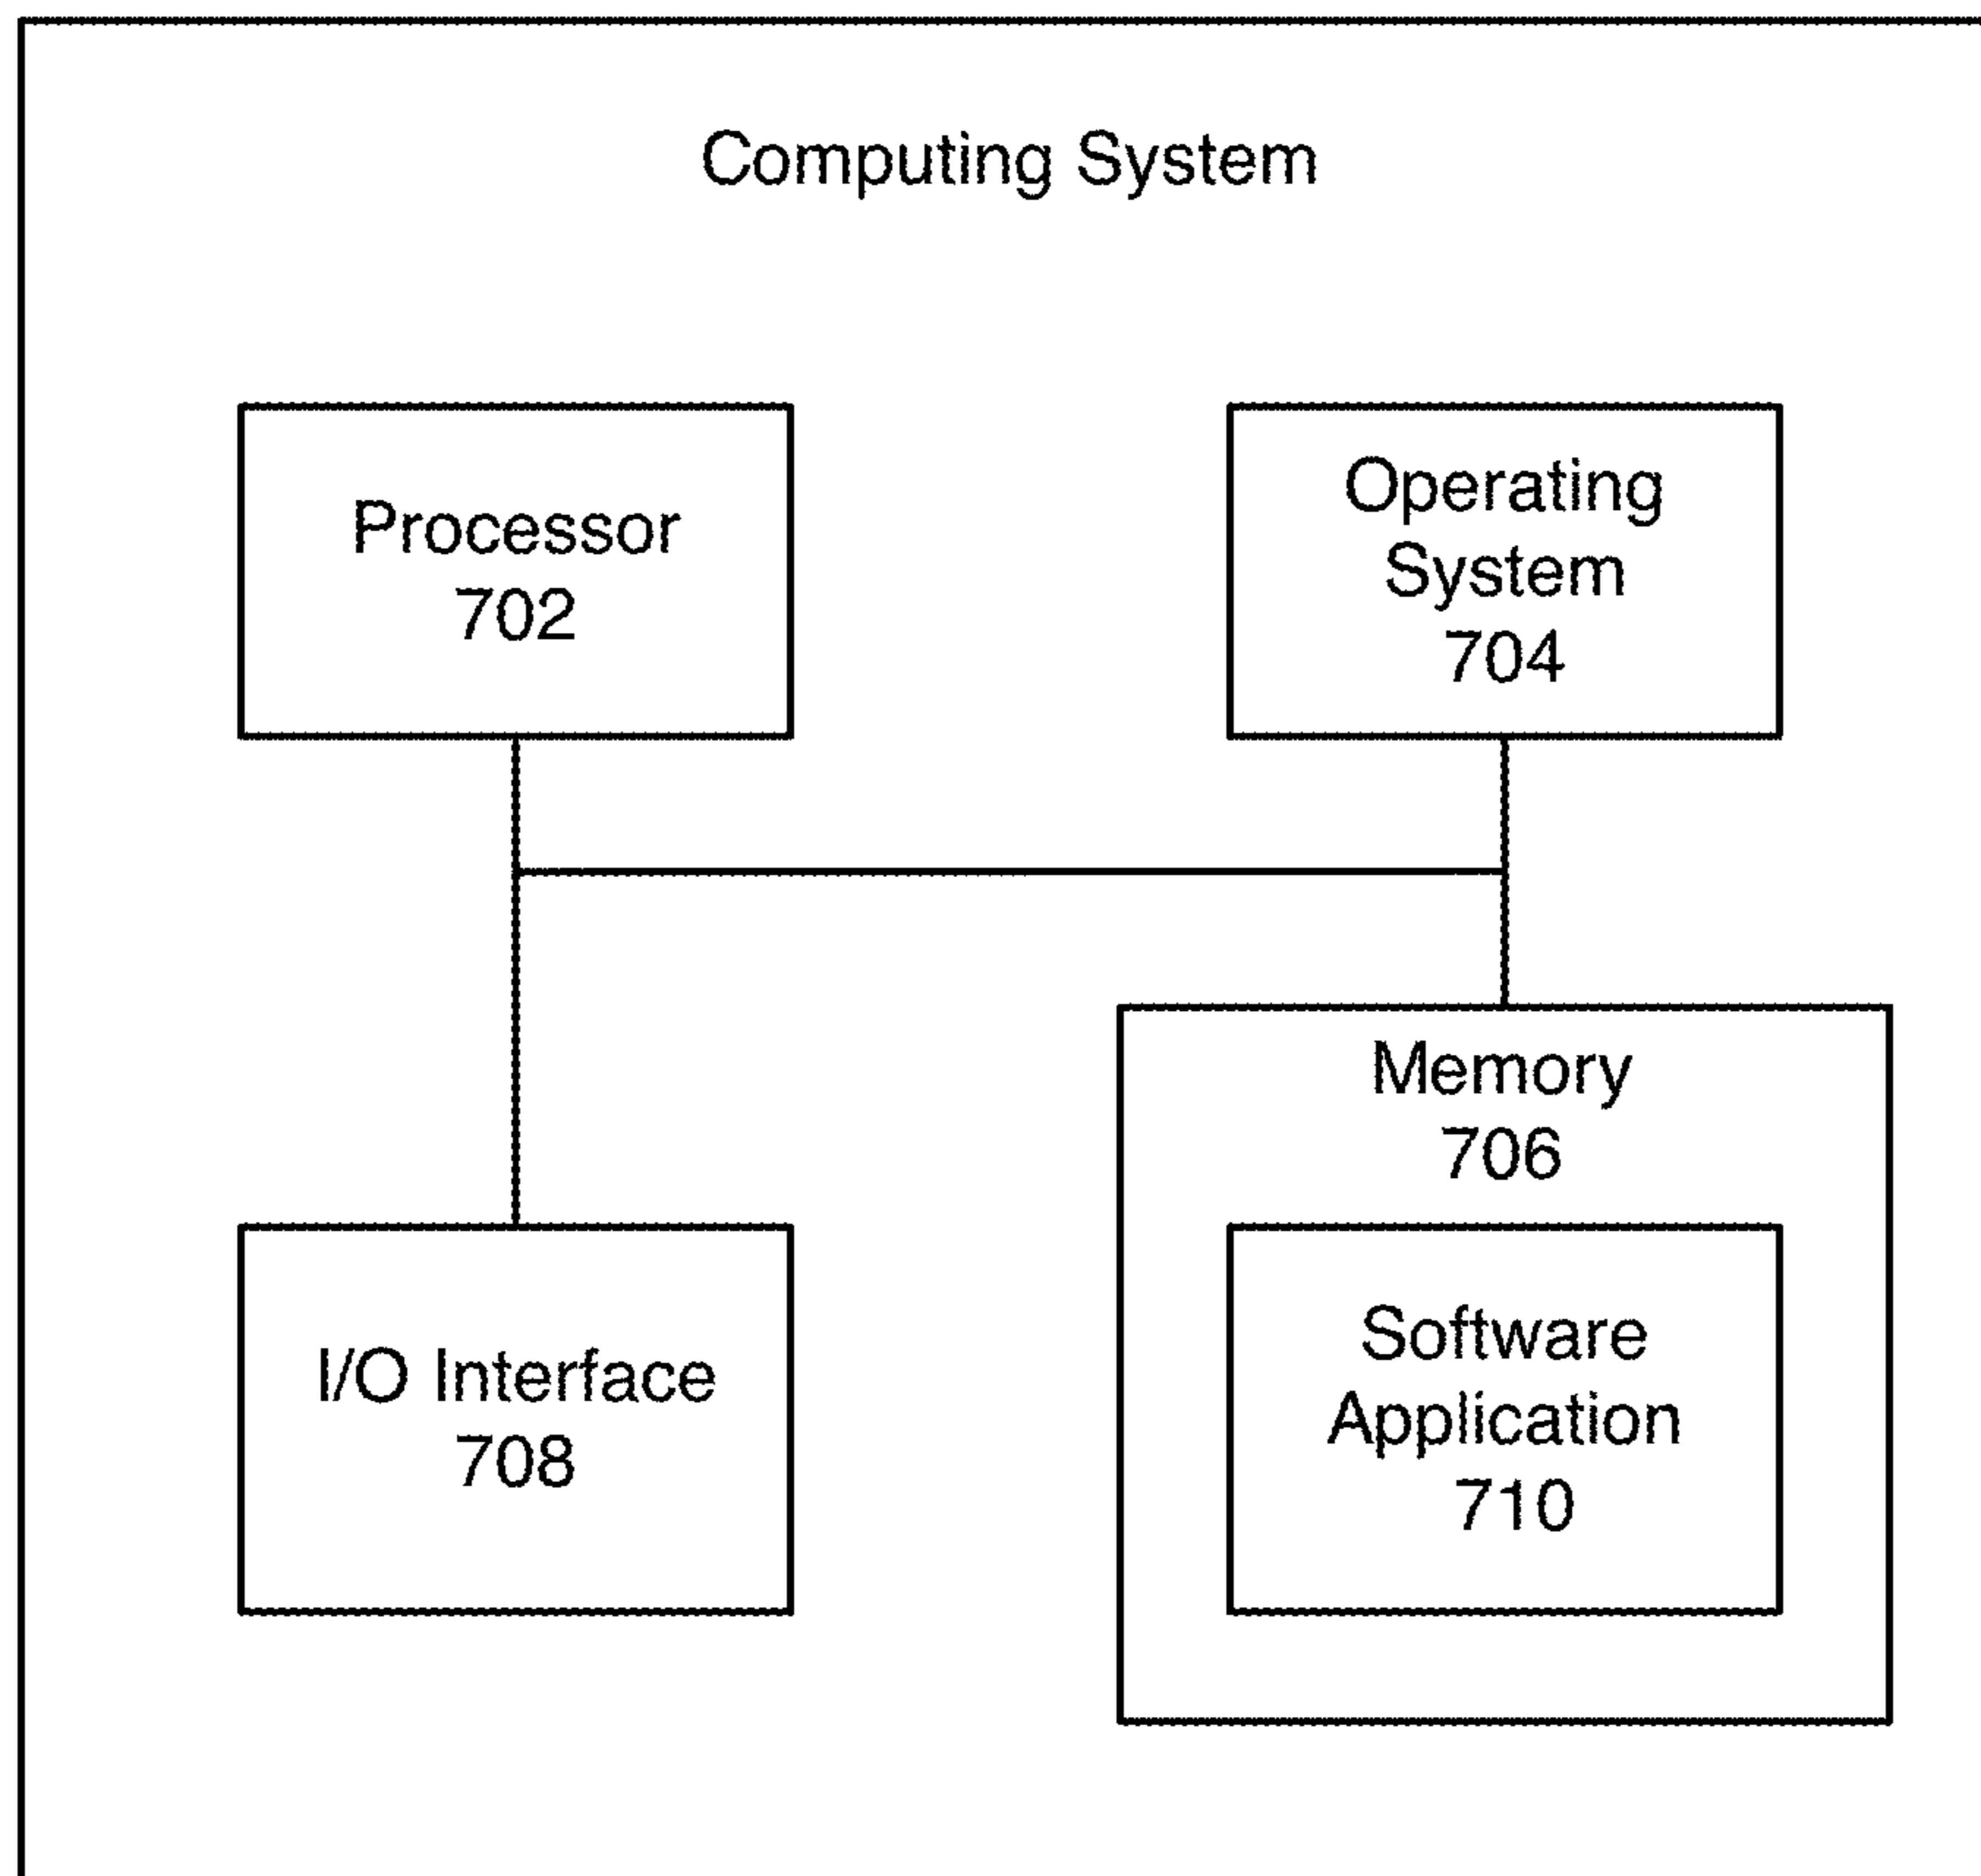 Computing System
Processor
702
Operating
System
704
Memory
706
I/O Interface
708
Software
Application
710